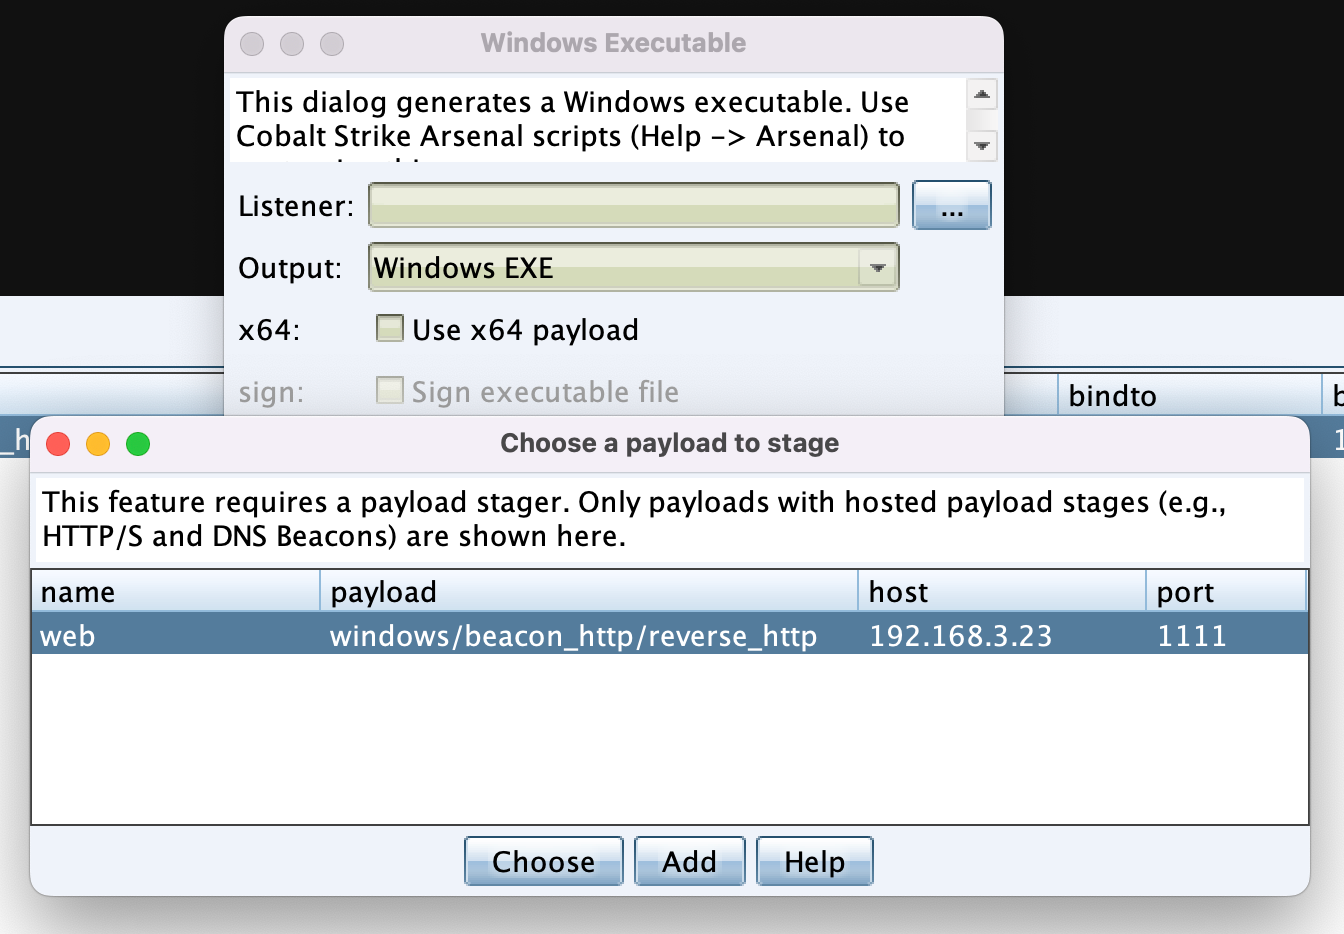 Windows Executable
This dialog generates a Windows executable. Use
Cobalt Strike Arsenal scripts (Help -> Arsenal) to
Listener:
...
Output:
Windows EXE
x64:
Use x64 payload
sign:
Sign executable file
bindto
_h
Choose a payload to stage
This feature requires a payload stager. Only payloads with hosted payload stages (e.g.,
HTTP/S and DNS Beacons) are shown here.
name payload host port
web windows/beacon_http/reverse_http 192.168.3.23 1111
Choose Add Help